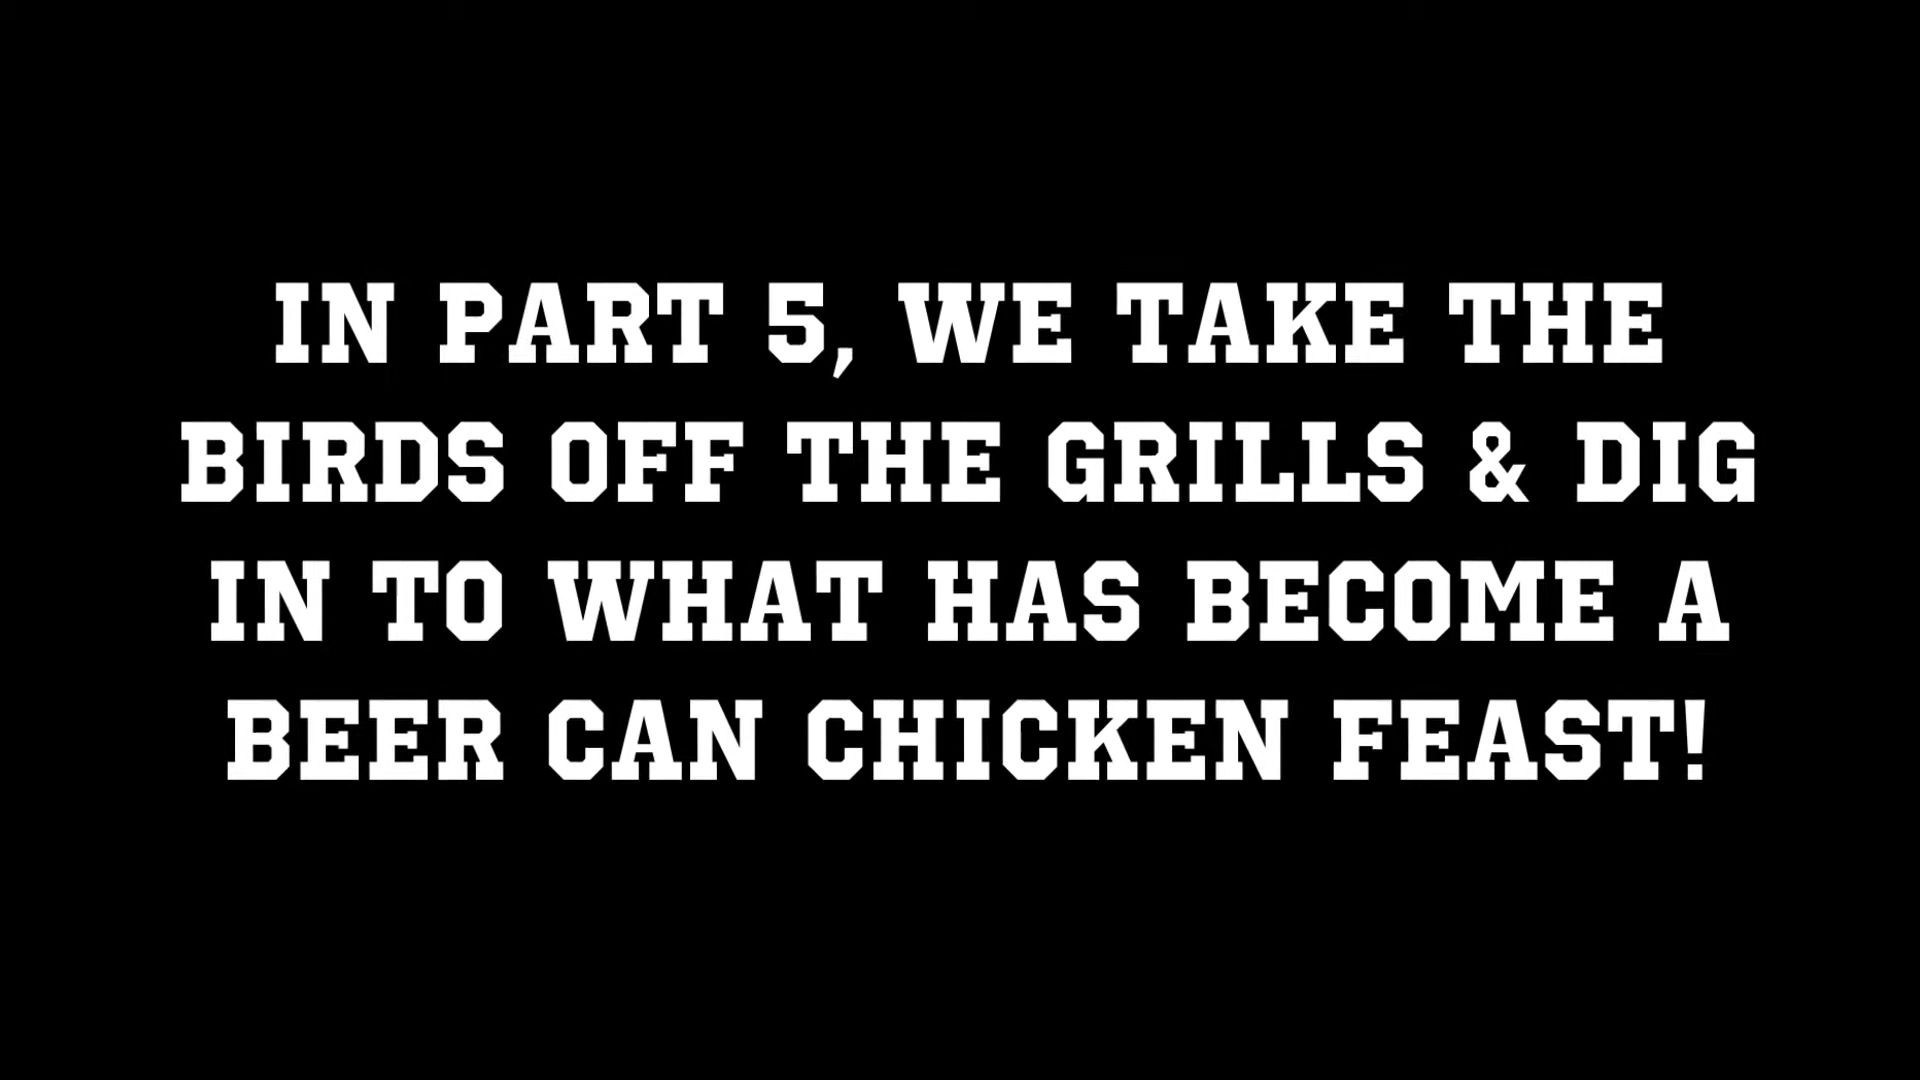 IN PART 5, WE TAKE THE
BIRDS OFF THE GRILLS & DIG
IN TO WHAT HAS BECOME A
BEER CAN CHICKEN FEAST!